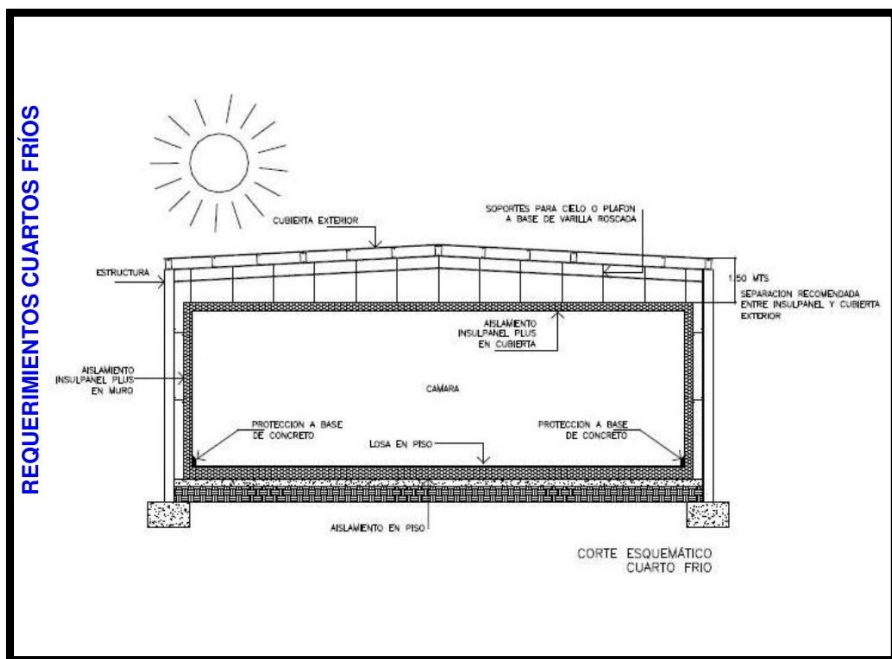 REQUERIMIENTOS CUARTOS FRÍOS
CUBIERTA EXTERIOR
SOPORTES PARA CIELO O PLAFON
A BASE DE VARILLA ROSCADA
ESTRUCTURA
1.50 MTS
SEPARACION RECOMENDADA
ENTRE INSULPANEL Y CUBIERTA
EXTERIOR
AISLAMIENTO
INSULPANEL PLUS
EN CUBIERTA
AISLAMIENTO
INSULPANEL PLUS
EN MURO
CAMARA
PROTECCION A BASE
DE CONCRETO
LOSA EN PISO
PROTECCION A BASE
DE CONCRETO
AISLAMIENTO EN PISO
CORTE ESQUEMÁTICO
CUARTO FRIO